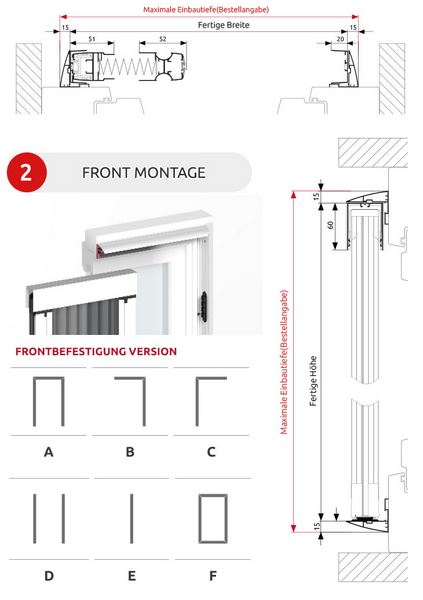 Maximale Einbautiefe(Bestellangabe)
15
Fertige Breite
15
51
52
20
2
FRONT MONTAGE
15
60
Maximale Einbautiefe(Bestellangabe)
Fertige Höhe
15
FRONTBEFESTIGUNG VERSION
A
B
C
D
E
F